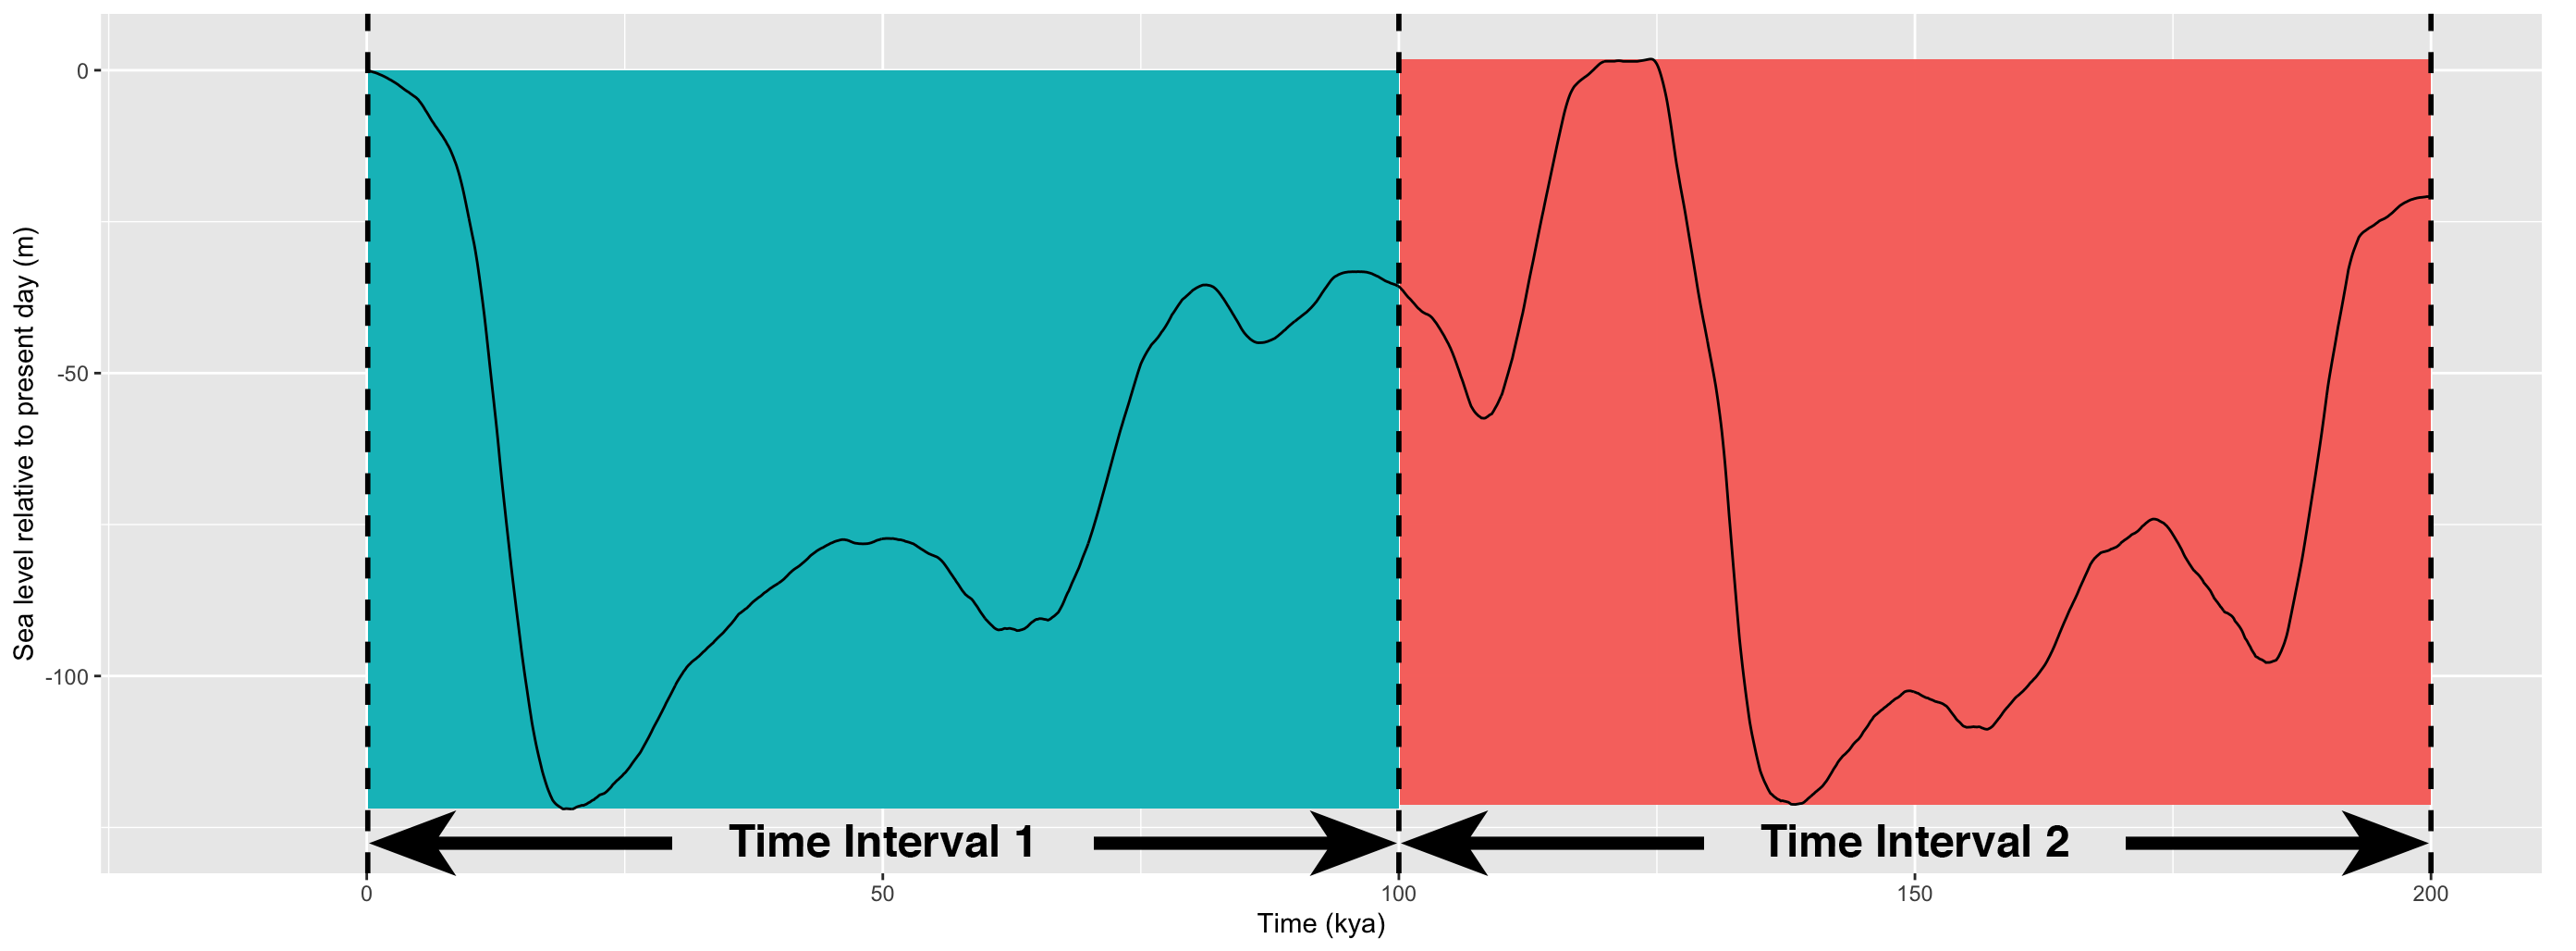 Sea level relative to present day (m)
0
-50
-100
Time Interval 1
Time Interval 2
0
50
100
150
200
Time (kya)